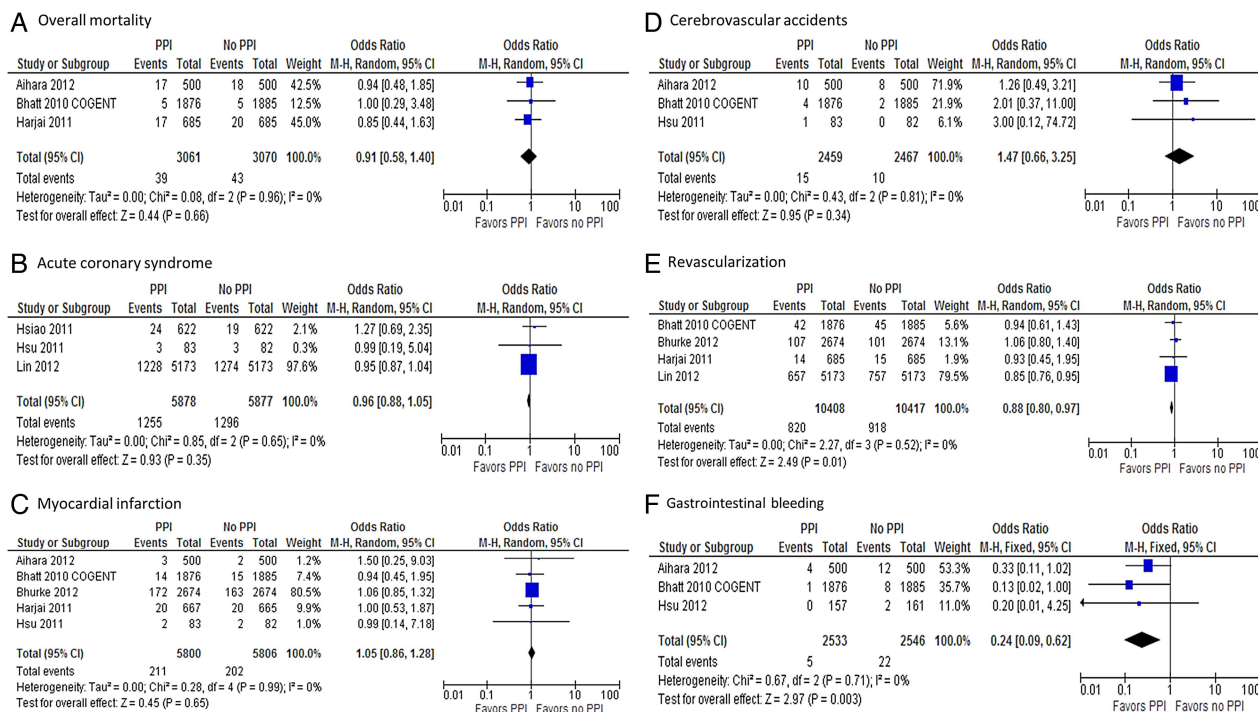 A Overall mortality
PPI No PPI Odds Ratio Odds Ratio
Study or Subgroup Events Total Events Total Weight M-H, Random, 95% CI M-H, Random, 95% CI
Aihara 2012 17 500 18 500 42.5% 0.94 [0.48, 1.85]
Bhatt 2010 COGENT 5 1876 5 1885 12.5% 1.00 [0.29, 3.48]
Harjai 2011 17 685 20 685 45.0% 0.85 [0.44, 1.63]
Total (95% CI) 3061 3070 100.0% 0.91 [0.58, 1.40]
Total events 39 43
Heterogeneity: Tau² = 0.00; Chi² = 0.08, df = 2 (P = 0.96); I² = 0%
Test for overall effect: Z = 0.44 (P = 0.66)
0.01 0.1 1 10 100
Favors PPI Favors no PPI
B Acute coronary syndrome
PPI No PPI Odds Ratio Odds Ratio
Study or Subgroup Events Total Events Total Weight M-H, Random, 95% CI M-H, Random, 95% CI
Hsiao 2011 24 622 19 622 2.1% 1.27 [0.69, 2.35]
Hsu 2011 3 83 3 82 0.3% 0.99 [0.19, 5.04]
Lin 2012 1228 5173 1274 5173 97.6% 0.95 [0.87, 1.04]
Total (95% CI) 5878 5877 100.0% 0.96 [0.88, 1.05]
Total events 1255 1296
Heterogeneity: Tau² = 0.00; Chi² = 0.85, df = 2 (P = 0.65); I² = 0%
Test for overall effect: Z = 0.93 (P = 0.35)
0.01 0.1 1 10 100
Favors PPI Favors no PPI
C Myocardial infarction
PPI No PPI Odds Ratio Odds Ratio
Study or Subgroup Events Total Events Total Weight M-H, Random, 95% CI M-H, Random, 95% CI
Aihara 2012 3 500 2 500 1.2% 1.50 [0.25, 9.03]
Bhatt 2010 COGENT 14 1876 15 1885 7.4% 0.94 [0.45, 1.95]
Bhurke 2012 172 2674 163 2674 80.5% 1.06 [0.85, 1.32]
Harjai 2011 20 667 20 665 9.9% 1.00 [0.53, 1.87]
Hsu 2011 2 83 2 82 1.0% 0.99 [0.14, 7.18]
Total (95% CI) 5800 5806 100.0% 1.05 [0.86, 1.28]
Total events 211 202
Heterogeneity: Tau² = 0.00; Chi² = 0.28, df = 4 (P = 0.99); I² = 0%
Test for overall effect: Z = 0.45 (P = 0.65)
0.01 0.1 1 10 100
Favors PPI Favors no PPI
D Cerebrovascular accidents
PPI No PPI Odds Ratio Odds Ratio
Study or Subgroup Events Total Events Total Weight M-H, Random, 95% CI M-H, Random, 95% CI
Aihara 2012 10 500 8 500 71.9% 1.26 [0.49, 3.21]
Bhatt 2010 COGENT 4 1876 2 1885 21.9% 2.01 [0.37, 11.00]
Hsu 2011 1 83 0 82 6.1% 3.00 [0.12, 74.72]
Total (95% CI) 2459 2467 100.0% 1.47 [0.66, 3.25]
Total events 15 10
Heterogeneity: Tau² = 0.00; Chi² = 0.43, df = 2 (P = 0.81); I² = 0%
Test for overall effect: Z = 0.95 (P = 0.34)
0.01 0.1 1 10 100
Favors PPI Favors no PPI
E Revascularization
PPI No PPI Odds Ratio Odds Ratio
Study or Subgroup Events Total Events Total Weight M-H, Random, 95% CI M-H, Random, 95% CI
Bhatt 2010 COGENT 42 1876 45 1885 5.6% 0.94 [0.61, 1.43]
Bhurke 2012 107 2674 101 2674 13.1% 1.06 [0.80, 1.40]
Harjai 2011 14 685 15 685 1.9% 0.93 [0.45, 1.95]
Lin 2012 657 5173 757 5173 79.5% 0.85 [0.76, 0.95]
Total (95% CI) 10408 10417 100.0% 0.88 [0.80, 0.97]
Total events 820 918
Heterogeneity: Tau² = 0.00; Chi² = 2.27, df = 3 (P = 0.52); I² = 0%
Test for overall effect: Z = 2.49 (P = 0.01)
0.01 0.1 1 10 100
Favors PPI Favors no PPI
F Gastrointestinal bleeding
PPI No PPI Odds Ratio Odds Ratio
Study or Subgroup Events Total Events Total Weight M-H, Fixed, 95% CI M-H, Fixed, 95% CI
Aihara 2012 4 500 12 500 53.3% 0.33 [0.11, 1.02]
Bhatt 2010 COGENT 1 1876 8 1885 35.7% 0.13 [0.02, 1.00]
Hsu 2012 0 157 2 161 11.0% 0.20 [0.01, 4.25]
Total (95% CI) 2533 2546 100.0% 0.24 [0.09, 0.62]
Total events 5 22
Heterogeneity: Chi² = 0.67, df = 2 (P = 0.71); I² = 0%
Test for overall effect: Z = 2.97 (P = 0.003)
0.01 0.1 1 10 100
Favors PPI Favors no PPI